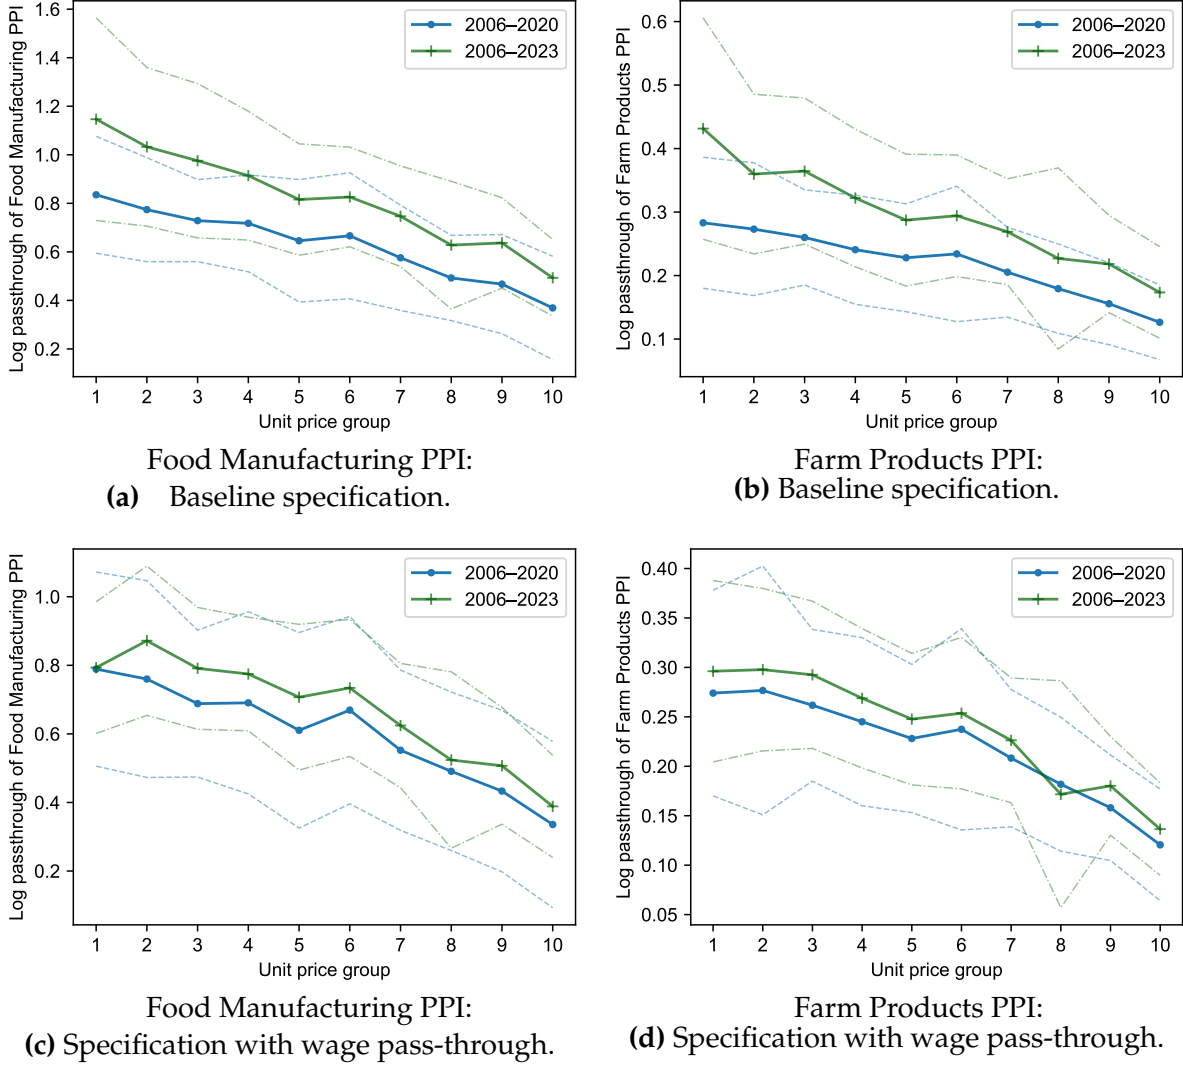 Log passthrough of Food Manufacturing PPI
1.6
1.4
1.2
1.0
0.8
0.6
0.4
0.2
2006–2020
2006–2023
1 2 3 4 5 6 7 8 9 10
Unit price group
Food Manufacturing PPI:
(a) Baseline specification.
Log passthrough of Farm Products PPI
0.6
0.5
0.4
0.3
0.2
0.1
2006–2020
2006–2023
1 2 3 4 5 6 7 8 9 10
Unit price group
Farm Products PPI:
(b) Baseline specification.
Log passthrough of Food Manufacturing PPI
1.0
0.8
0.6
0.4
0.2
2006–2020
2006–2023
1 2 3 4 5 6 7 8 9 10
Unit price group
Food Manufacturing PPI:
(c) Specification with wage pass-through.
Log passthrough of Farm Products PPI
0.40
0.35
0.30
0.25
0.20
0.15
0.10
0.05
2006–2020
2006–2023
1 2 3 4 5 6 7 8 9 10
Unit price group
Farm Products PPI:
(d) Specification with wage pass-through.